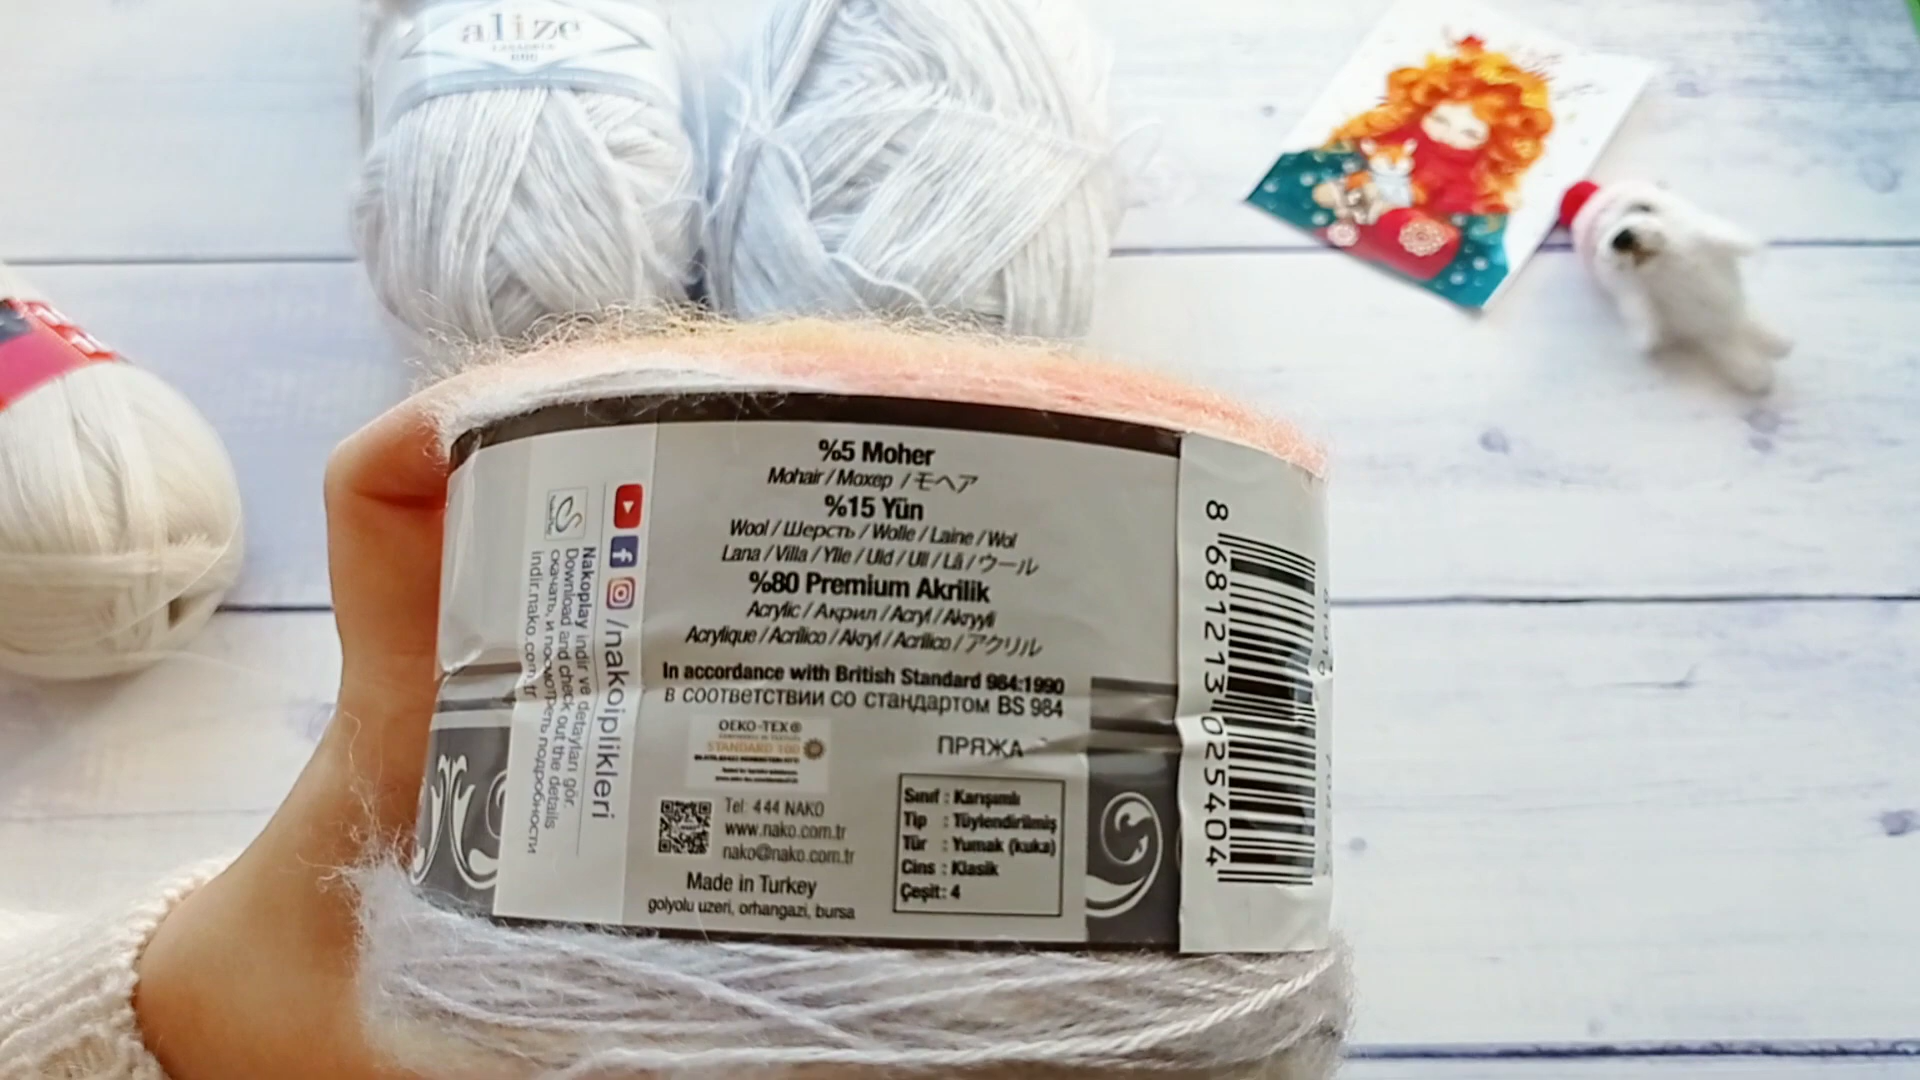 alize
%5 Moher
Mohair / Мохер / モヘア
%15 Yün
Wool / Шерсть / Wolle / Laine / Wol
Lana / Villa / Ylle / Uld / Ull / Lã / ウール
%80 Premium Akrilik
Acrylic / Акрил / Acryl / Akryyli
Acrylique / Acrílico / Akryl / Acrilico / アクリル
In accordance with British Standard 984:1990
в соответствии со стандартом BS 984
OEKO-TEX®
STANDARD 100
ПРЯЖА
Tel: 444 NAKO
www.nako.com.tr
nako@nako.com.tr
Made in Turkey
golyolu uzeri, orhangazi, bursa
Sınıf : Karışımlı
Tip : Tüylendirilmiş
Tür : Yumak (kuka)
Cins : Klasik
Çeşit : 4
/nakoiplikleri
Nakoplay indir ve detayları gör.
Download and check out the details
скачать, и посмотреть подробности
indir.nako.com.tr
8 681213 025404